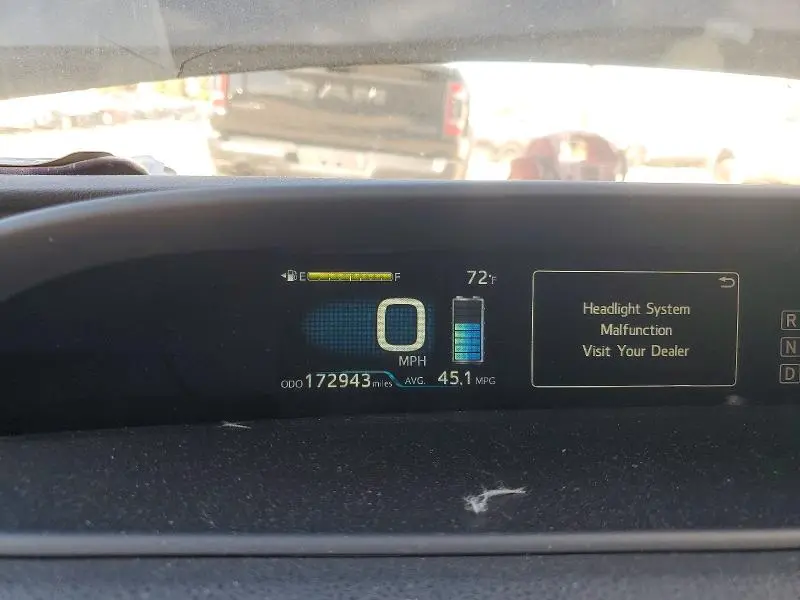 E F
72°F
0
MPH
ODO 172943 miles AVG. 45.1 MPG
Headlight System
Malfunction
Visit Your Dealer
R
N
D